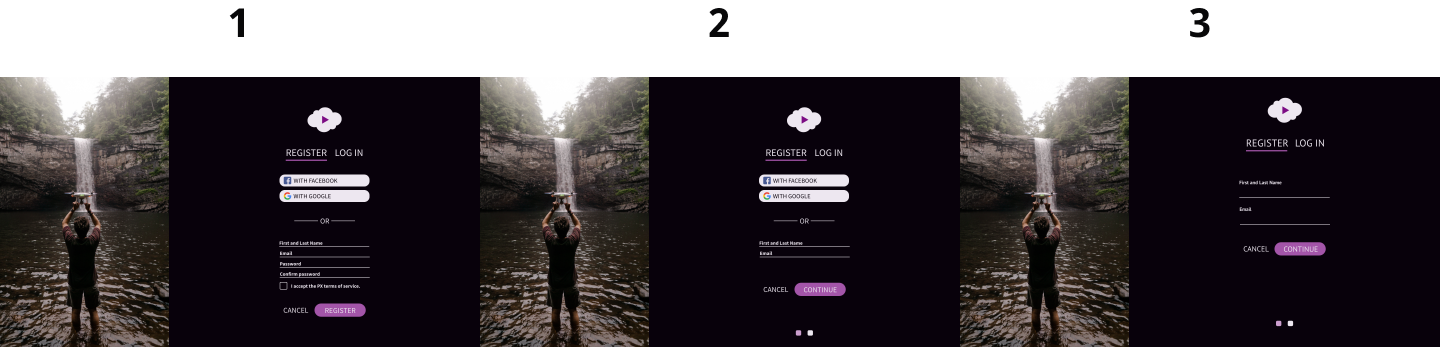 1
REGISTER LOG IN
WITH FACEBOOK
WITH GOOGLE
OR
First and Last Name
Email
Password
Confirm password
I accept the PX terms of service.
CANCEL REGISTER
2
REGISTER LOG IN
WITH FACEBOOK
WITH GOOGLE
OR
First and Last Name
Email
CANCEL CONTINUE
3
REGISTER LOG IN
First and Last Name
Email
CANCEL CONTINUE